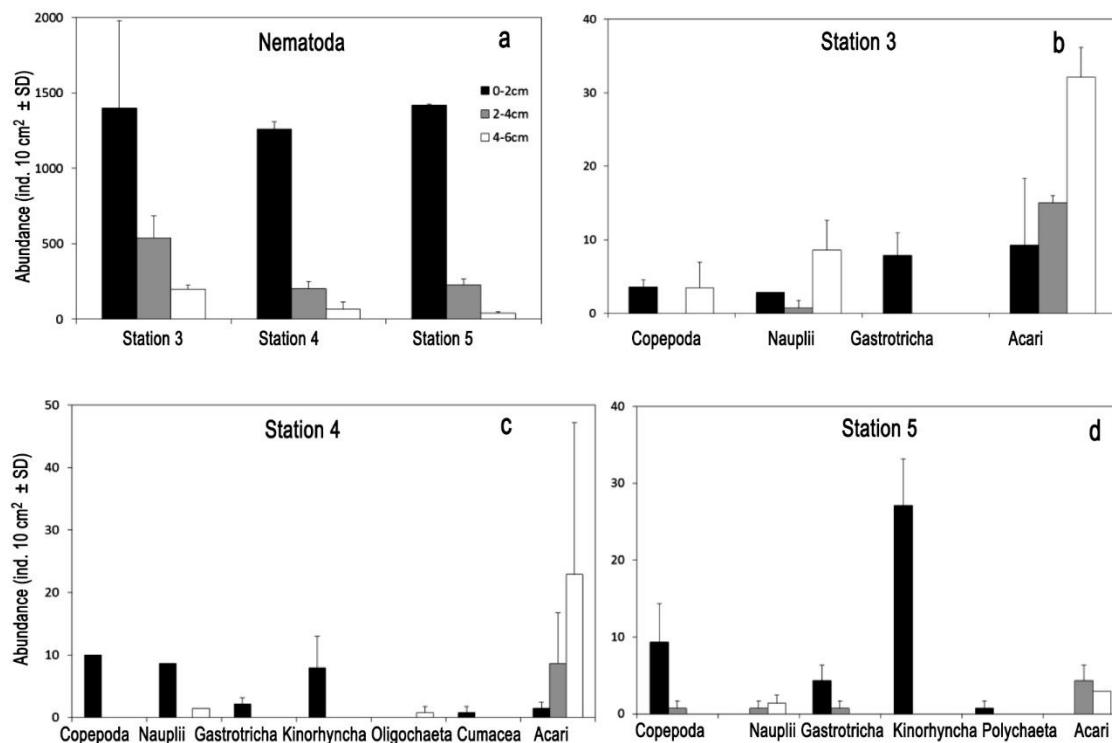 Nematoda a
Abundance (ind. 10 cm² ± SD)
2000
1500
1000
500
0
0-2cm
2-4cm
4-6cm
Station 3 Station 4 Station 5
Station 3 b
40
30
20
10
0
Copepoda Nauplii Gastrotricha Acari
Station 4 c
Abundance (ind. 10 cm² ± SD)
50
40
30
20
10
0
Copepoda Nauplii Gastrotricha Kinorhyncha Oligochaeta Cumacea Acari
Station 5 d
40
30
20
10
0
Copepoda Nauplii Gastrotricha Kinorhyncha Polychaeta Acari